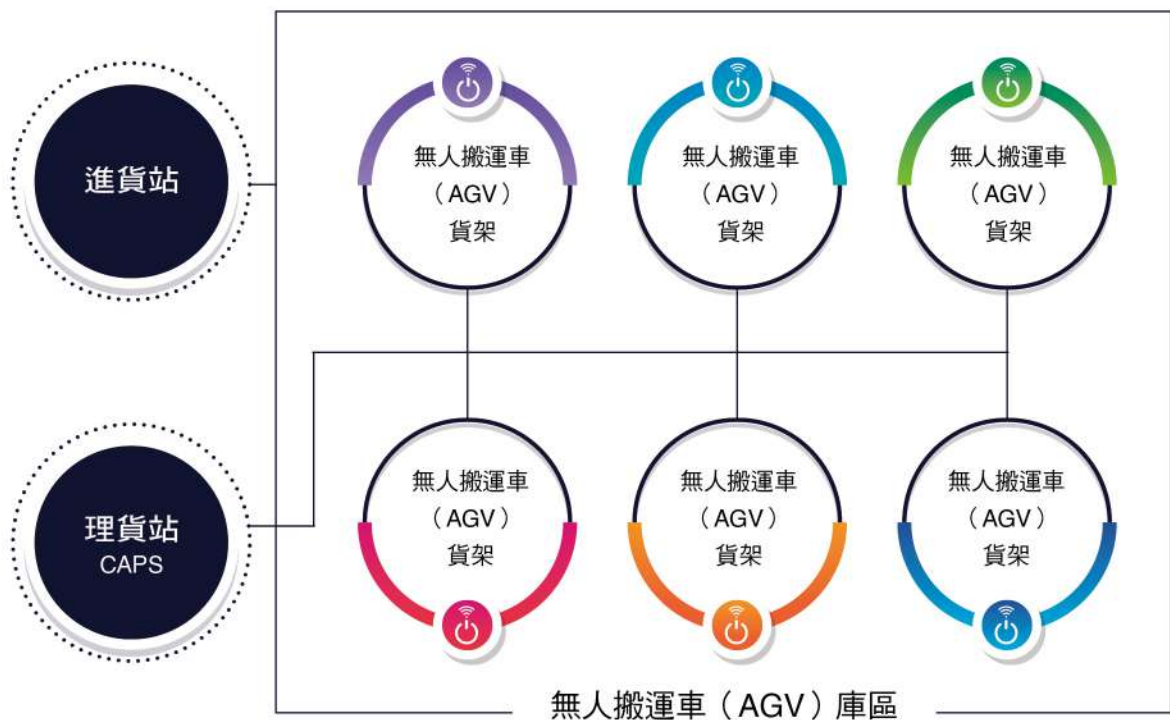 進貨站
無人搬運車
（AGV）
貨架
無人搬運車
（AGV）
貨架
無人搬運車
（AGV）
貨架
理貨站
CAPS
無人搬運車
（AGV）
貨架
無人搬運車
（AGV）
貨架
無人搬運車
（AGV）
貨架
無人搬運車（AGV）庫區